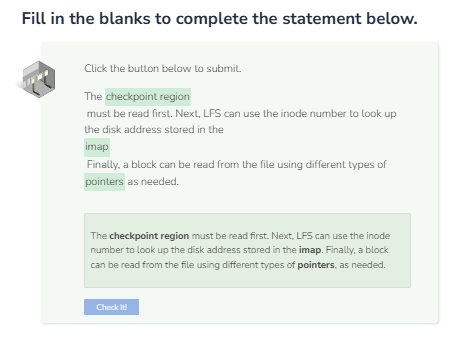 Fill in the blanks to complete the statement below.
Click the button below to submit.
The checkpoint region
must be read first. Next, LFS can use the inode number to look up
the disk address stored in the
imap
Finally, a block can be read from the file using different types of
pointers as needed.
The checkpoint region must be read first. Next, LFS can use the inode
number to look up the disk address stored in the imap. Finally, a block
can be read from the file using different types of pointers, as needed.
Check It!